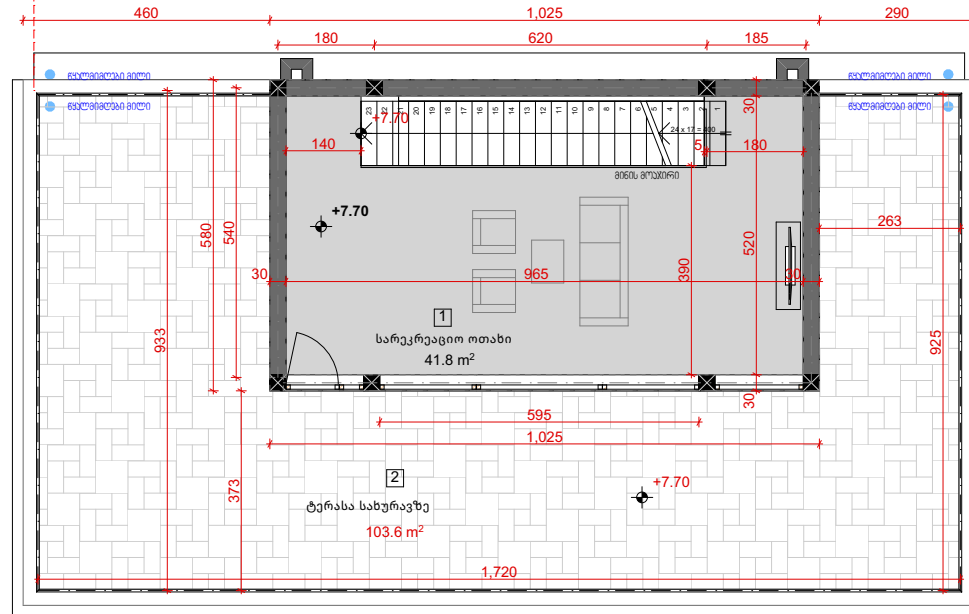 460
1,025
290
180
620
185
წყალმიმღები მილი
წყალმიმღები მილი
წყალმიმღები მილი
წყალმიმღები მილი
23 22 21 20 19 18 17 16 15 14 13 12 11 10 9 8 7 6 5 4 3 2 1
30
+7.70
24 x 17 = 400
140
5
180
მინის მოაჯირი
+7.70
580
540
390
520
263
30
965
30
1
933
925
სარეკრეაციო ოთახი
41.8 m²
30
595
1,025
2
373
+7.70
ტერასა სახურავზე
103.6 m²
1,720